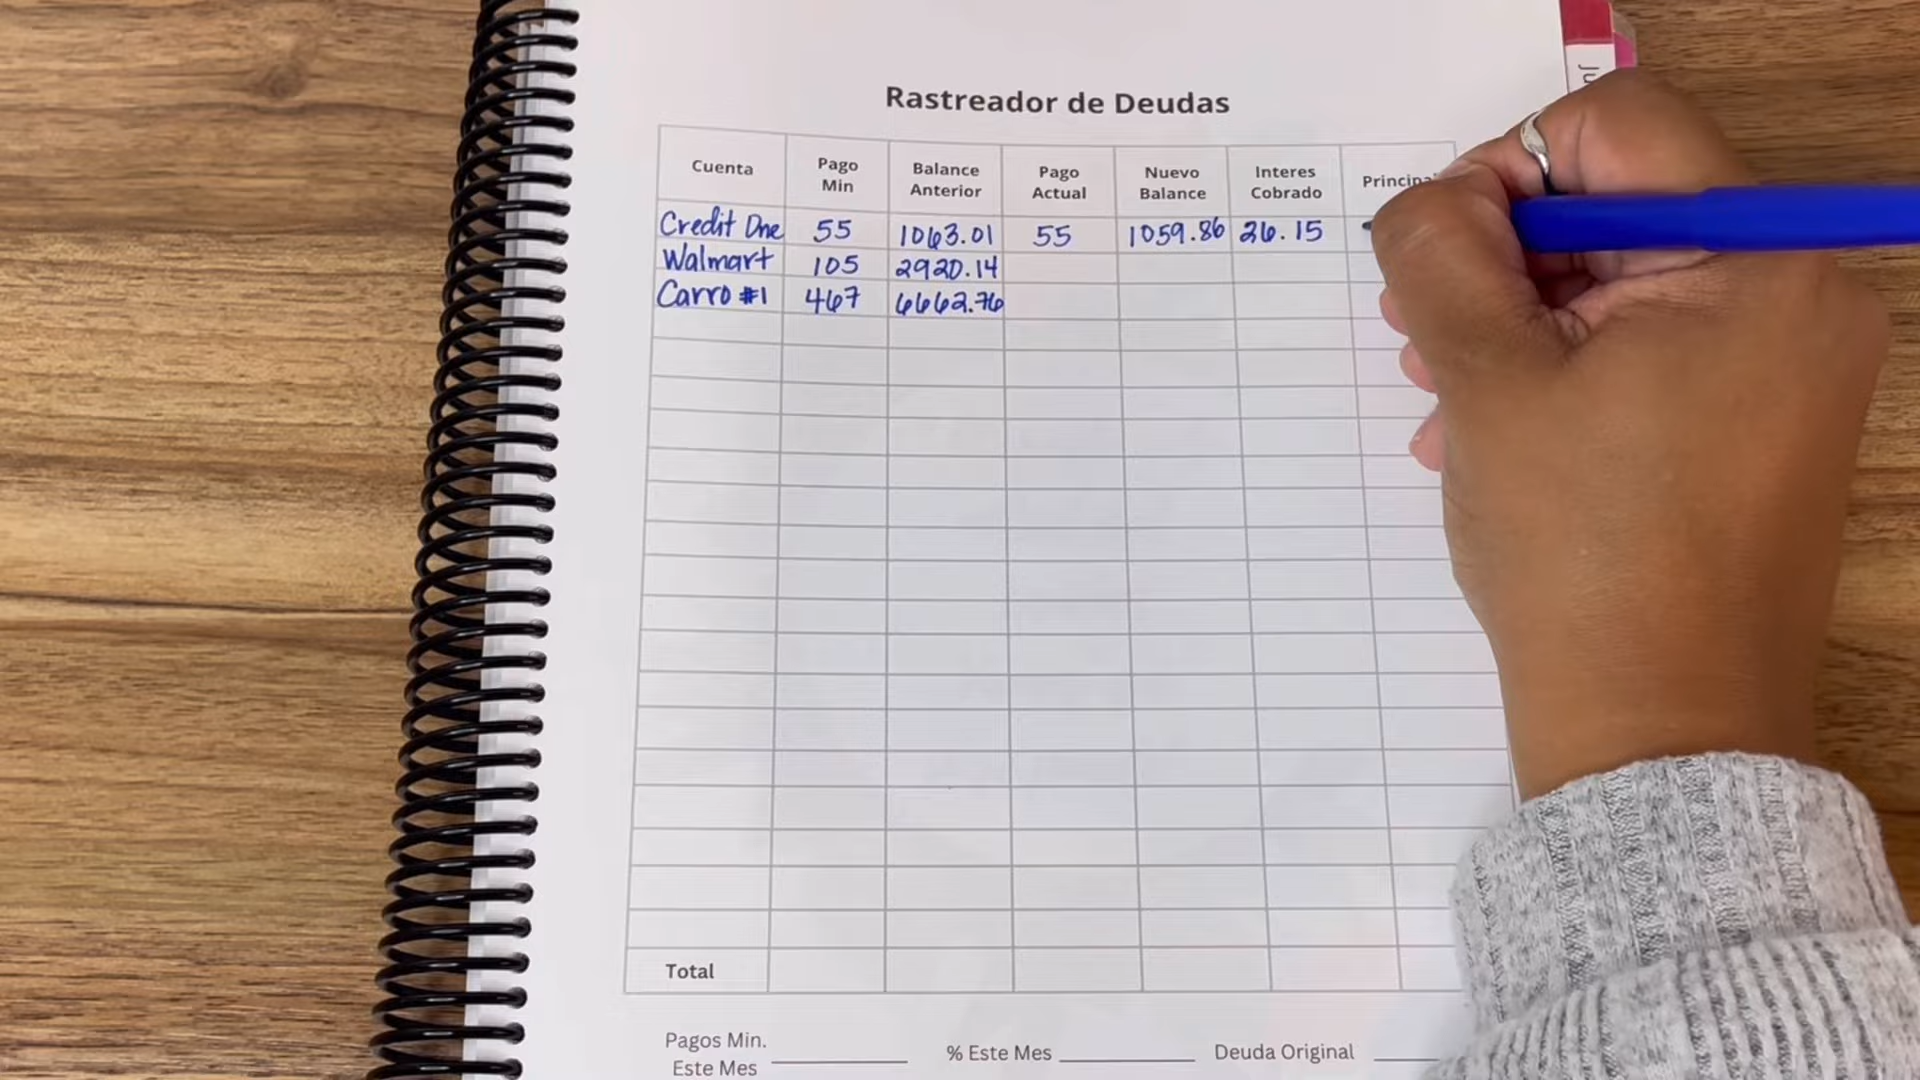 Ju
Rastreador de Deudas
Cuenta Pago Min Balance Anterior Pago Actual Nuevo Balance Interes Cobrado Principal
Credit One 55 1063.01 55 1059.86 26.15
Walmart 105 2920.14
Carro #1 467 6662.76
Total
Pagos Min. Este Mes % Este Mes Deuda Original